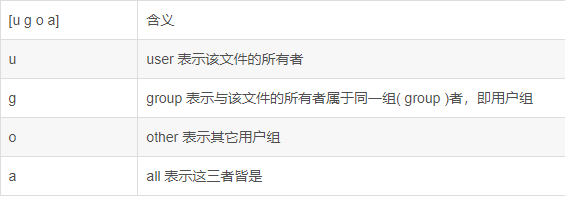 [u g o a] 含义
u user 表示该文件的所有者
g group 表示与该文件的所有者属于同一组( group )者，即用户组
o other 表示其它用户组
a all 表示这三者皆是